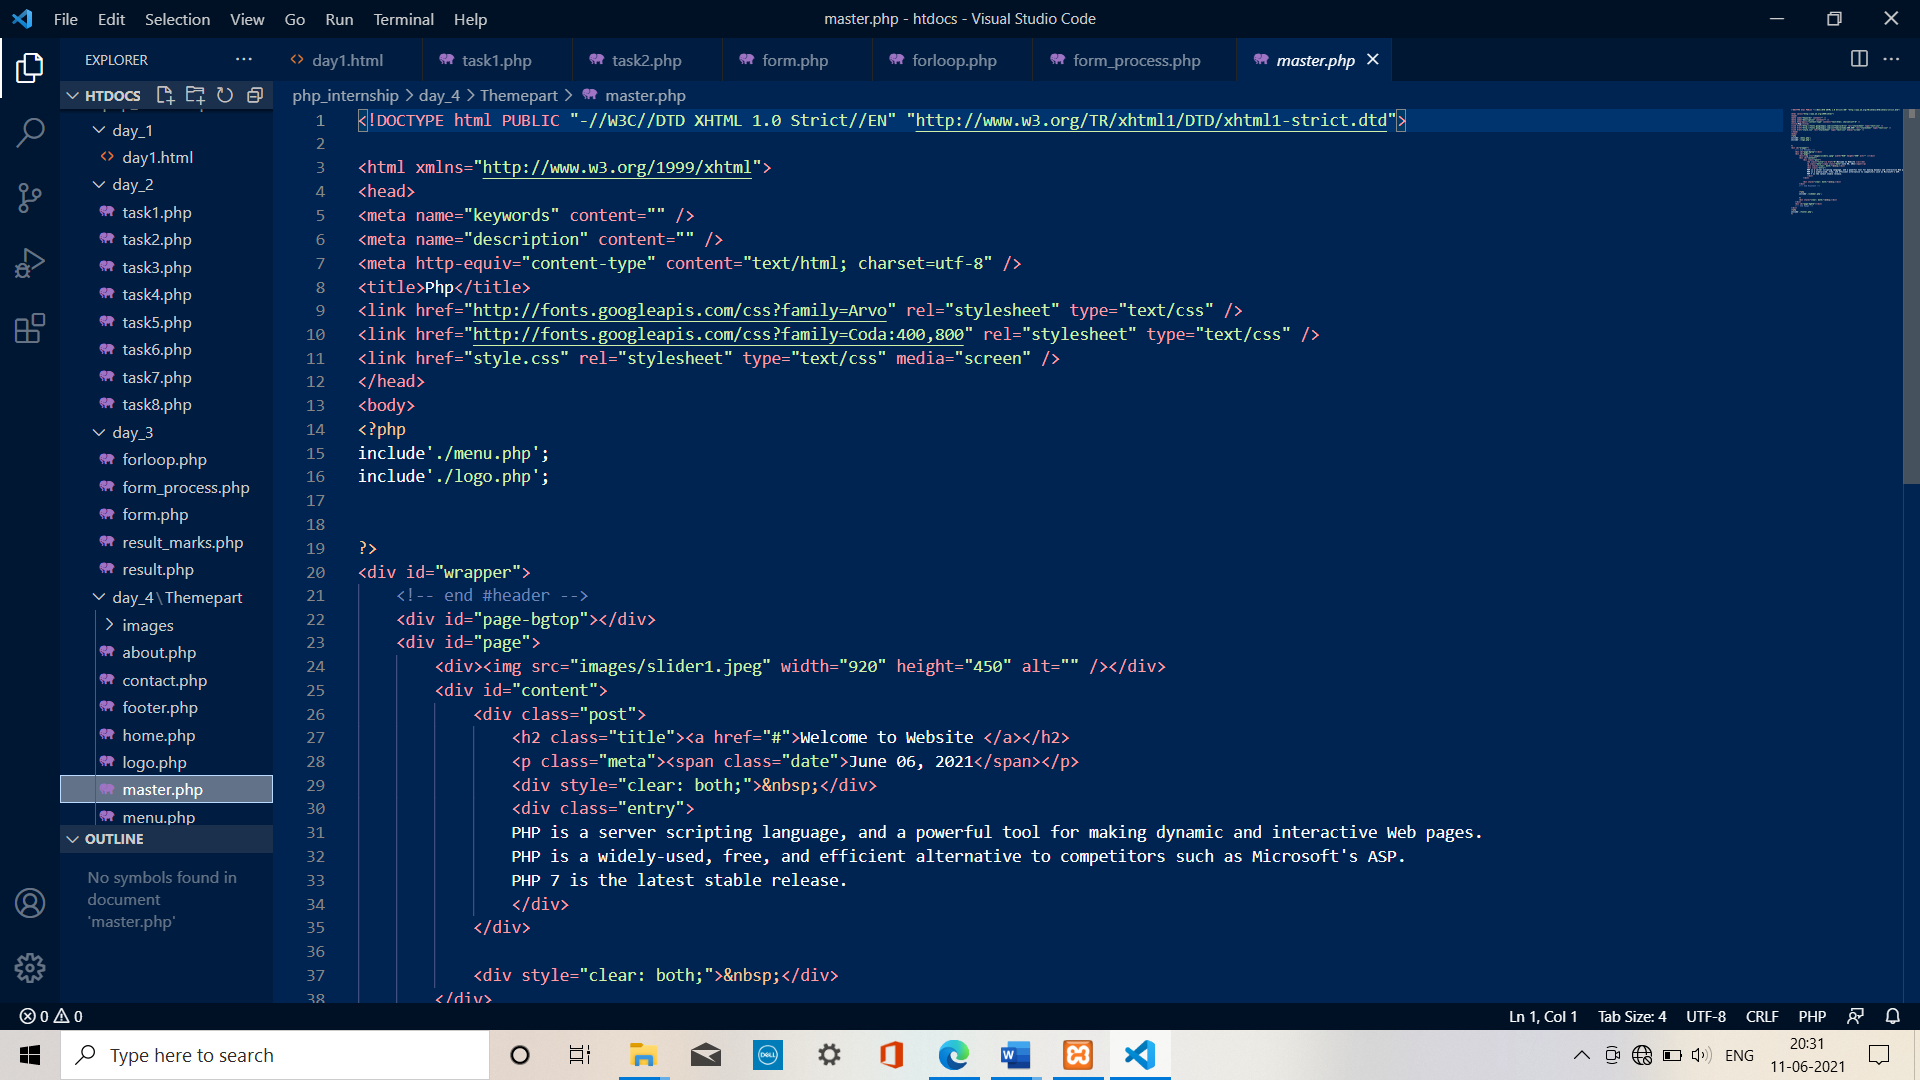 File Edit Selection View Go Run Terminal Help
master.php - htdocs - Visual Studio Code
EXPLORER
day1.html task1.php task2.php form.php forloop.php form_process.php master.php
HTDOCS
php_internship > day_4 > Themepart > master.php
day_1
day1.html
day_2
task1.php
task2.php
task3.php
task4.php
task5.php
task6.php
task7.php
task8.php
day_3
forloop.php
form_process.php
form.php
result_marks.php
result.php
day_4\Themepart
images
about.php
contact.php
footer.php
home.php
logo.php
master.php
menu.php
OUTLINE
No symbols found in
document
'master.php'
1 <!DOCTYPE html PUBLIC "-//W3C//DTD XHTML 1.0 Strict//EN" "http://www.w3.org/TR/xhtml1/DTD/xhtml1-strict.dtd">
2
3 <html xmlns="http://www.w3.org/1999/xhtml">
4 <head>
5 <meta name="keywords" content="" />
6 <meta name="description" content="" />
7 <meta http-equiv="content-type" content="text/html; charset=utf-8" />
8 <title>Php</title>
9 <link href="http://fonts.googleapis.com/css?family=Arvo" rel="stylesheet" type="text/css" />
10 <link href="http://fonts.googleapis.com/css?family=Coda:400,800" rel="stylesheet" type="text/css" />
11 <link href="style.css" rel="stylesheet" type="text/css" media="screen" />
12 </head>
13 <body>
14 <?php
15 include'./menu.php';
16 include'./logo.php';
17
18
19 ?>
20 <div id="wrapper">
21 <!-- end #header -->
22 <div id="page-bgtop"></div>
23 <div id="page">
24 <div><img src="images/slider1.jpeg" width="920" height="450" alt="" /></div>
25 <div id="content">
26 <div class="post">
27 <h2 class="title"><a href="#">Welcome to Website </a></h2>
28 <p class="meta"><span class="date">June 06, 2021</span></p>
29 <div style="clear: both;">&nbsp;</div>
30 <div class="entry">
31 PHP is a server scripting language, and a powerful tool for making dynamic and interactive Web pages.
32 PHP is a widely-used, free, and efficient alternative to competitors such as Microsoft's ASP.
33 PHP 7 is the latest stable release.
34 </div>
35 </div>
36
37 <div style="clear: both;">&nbsp;</div>
38 </div>
0 0
Ln 1, Col 1 Tab Size: 4 UTF-8 CRLF PHP
Type here to search
DELL
ENG
20:31
11-06-2021